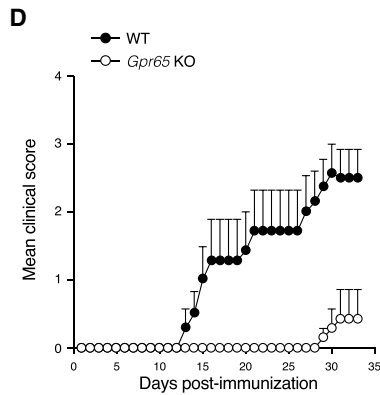 D
WT
Gpr65 KO
Mean clinical score
4
3
2
1
0
0 5 10 15 20 25 30 35
Days post-immunization